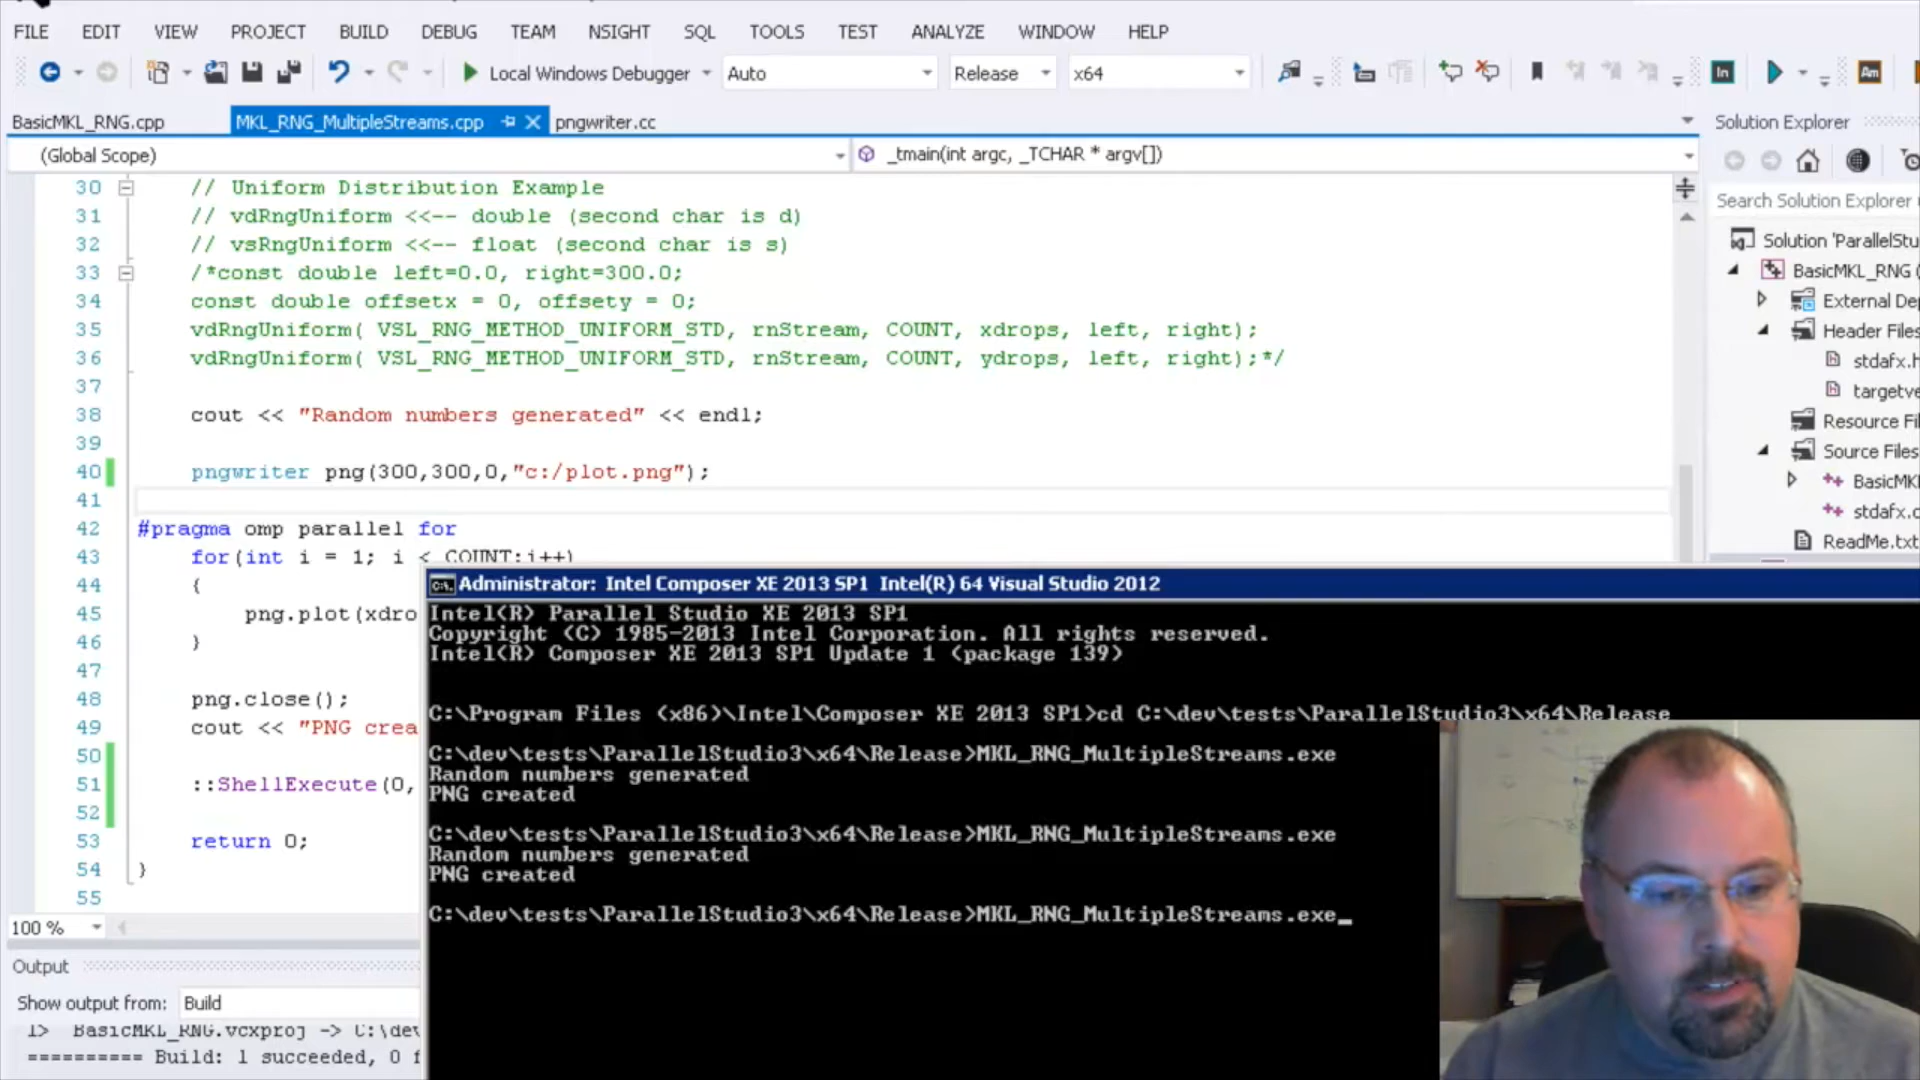 FILE EDIT VIEW PROJECT BUILD DEBUG TEAM NSIGHT SQL TOOLS TEST ANALYZE WINDOW HELP
Local Windows Debugger Auto Release x64 In Am
BasicMKL_RNG.cpp MKL_RNG_MultipleStreams.cpp pngwriter.cc
(Global Scope) _tmain(int argc, _TCHAR * argv[])
30 // Uniform Distribution Example
31 // vdRngUniform <<-- double (second char is d)
32 // vsRngUniform <<-- float (second char is s)
33 /*const double left=0.0, right=300.0;
34 const double offsetx = 0, offsety = 0;
35 vdRngUniform( VSL_RNG_METHOD_UNIFORM_STD, rnStream, COUNT, xdrops, left, right);
36 vdRngUniform( VSL_RNG_METHOD_UNIFORM_STD, rnStream, COUNT, ydrops, left, right);*/
37
38 cout << "Random numbers generated" << endl;
39
40 pngwriter png(300,300,0,"c:/plot.png");
41
42 #pragma omp parallel for
43 for(int i = 1; i < COUNT;i++)
44 {
45 png.plot(xdro
46 }
47
48 png.close();
49 cout << "PNG crea
50
51 ::ShellExecute(0,
52
53 return 0;
54 }
55
100 %
Output
Show output from: Build
1> BasicMKL_RNG.vcxproj -> C:\dev
========== Build: 1 succeeded, 0 f
Administrator: Intel Composer XE 2013 SP1 Intel(R) 64 Visual Studio 2012
Intel(R) Parallel Studio XE 2013 SP1
Copyright (C) 1985-2013 Intel Corporation. All rights reserved.
Intel(R) Composer XE 2013 SP1 Update 1 (package 139)
C:\Program Files (x86)\Intel\Composer XE 2013 SP1>cd C:\dev\tests\ParallelStudio3\x64\Release
C:\dev\tests\ParallelStudio3\x64\Release>MKL_RNG_MultipleStreams.exe
Random numbers generated
PNG created
C:\dev\tests\ParallelStudio3\x64\Release>MKL_RNG_MultipleStreams.exe
Random numbers generated
PNG created
C:\dev\tests\ParallelStudio3\x64\Release>MKL_RNG_MultipleStreams.exe_
Solution Explorer
Search Solution Explorer
Solution 'ParallelStu
BasicMKL_RNG (
External Dep
Header Files
stdafx.h
targetve
Resource Fil
Source Files
BasicMKL
stdafx.c
ReadMe.txt